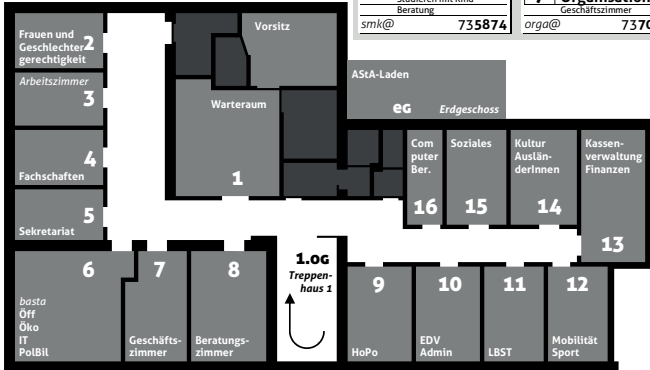 Studieren mit Kind
Beratung
smk@ 735874
Organisation
Geschäftszimmer
orga@ 7370
Frauen und
Geschlechter
gerechtigkeit
2
Arbeitszimmer
3
4
Fachschaften
5
Sekretariat
Vorsitz
Warteraum
1
AStA-Laden
eG Erdgeschoss
Com
puter
Ber.
16
Soziales
15
Kultur
Auslän-
derInnen
14
Kassen-
verwaltung
Finanzen
13
6
basta
Öff
Öko
IT
PolBil
7
Geschäfts-
zimmer
8
Beratungs-
zimmer
1.OG
Treppen-
haus 1
9
HoPo
10
EDV
Admin
11
LBST
12
Mobilität
Sport